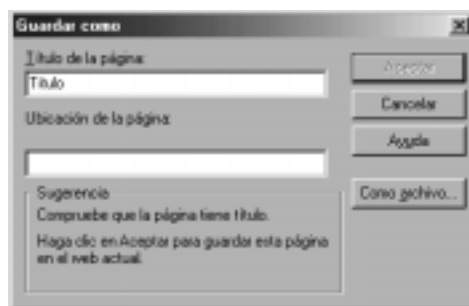 Guardar como
Título de la página:
Título
Aceptar
Ubicación de la página:
Cancelar
Ayuda
Sugerencia
Compruebe que la página tiene título.
Haga clic en Aceptar para guardar esta página
en el web actual.
Como archivo...